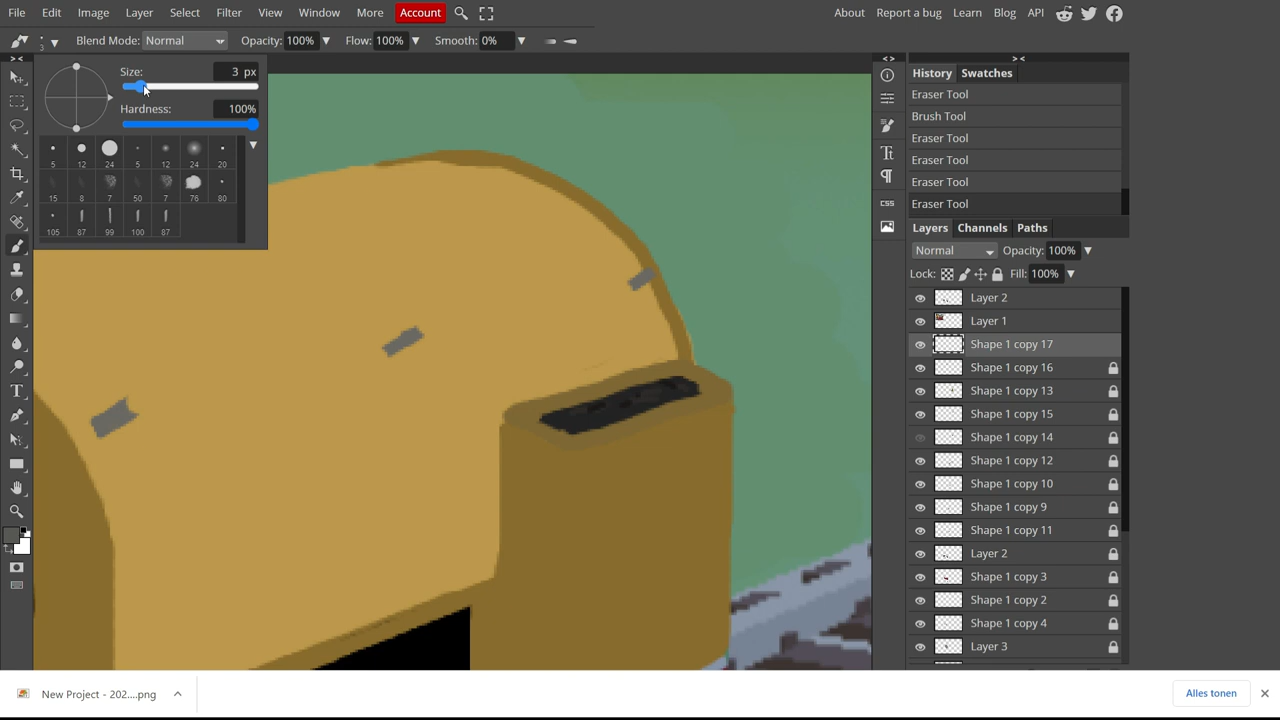 File Edit Image Layer Select Filter View Window More Account About Report a bug Learn Blog API
3 Blend Mode: Normal Opacity: 100% Flow: 100% Smooth: 0%
Size: 3 px
Hardness: 100%
5 12 24 5 12 24 20
15 8 7 50 7 76 80
105 87 99 100 87
History Swatches
Eraser Tool
Brush Tool
Eraser Tool
Eraser Tool
Eraser Tool
Eraser Tool
Layers Channels Paths
Normal Opacity: 100%
Lock: Fill: 100%
Layer 2
Layer 1
Shape 1 copy 17
Shape 1 copy 16
Shape 1 copy 13
Shape 1 copy 15
Shape 1 copy 14
Shape 1 copy 12
Shape 1 copy 10
Shape 1 copy 9
Shape 1 copy 11
Layer 2
Shape 1 copy 3
Shape 1 copy 2
Shape 1 copy 4
Layer 3
CSS
New Project - 202....png
Alles tonen